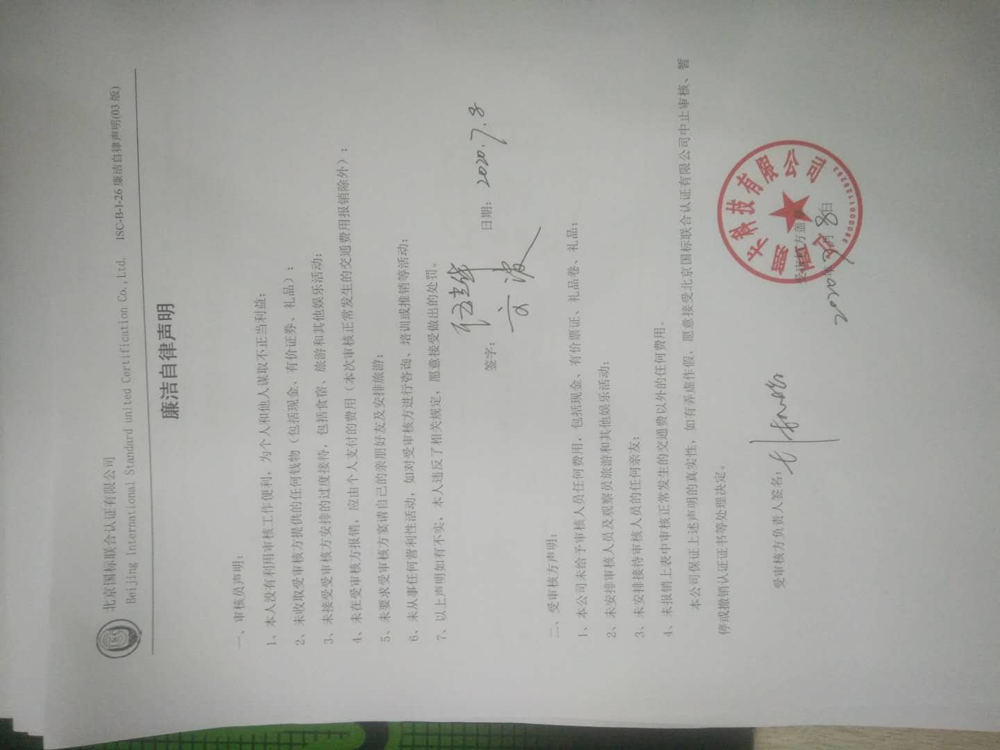 北京国标联合认证有限公司
Beijing International Standard united Certification Co.,Ltd. ISC-B-I-26 廉洁自律声明(03 版)
廉洁自律声明
一、审核员声明：
1、本人没有利用审核工作便利，为个人和他人谋取不正当利益；
2、未收取受审核方提供的任何钱物（包括现金、有价证券、礼品）；
3、未接受受审核方安排的过度接待，包括食宿、旅游和其他娱乐活动；
4、未在受审核方报销，应由个人支付的费用（本次审核正常发生的交通费用报销除外）；
5、未要求受审核方宴请自己的亲朋好友及安排旅游；
6、未从事任何营利性活动，如对受审核方进行咨询、培训或推销等活动；
7、以上声明如有不实，本人违反了相关规定，愿意接受做出的处罚。
签字： 日期： 2020.7.8
二、受审核方声明：
1、本公司未给予审核人员任何费用，包括现金、有价票证、礼品卷、礼品；
2、未安排审核人员及观察员旅游和其他娱乐活动；
3、未安排接待审核人员的任何亲友；
4、未报销上表中审核正常发生的交通费以外的任何费用。
本公司保证上述声明的真实性，如有弄虚作假，愿意接受北京国标联合认证有限公司中止审核、暂
停或撤销认证证书等处理决定。
受审核方负责人签名：
受审核方盖章
2020年7月8日
科技有限公司